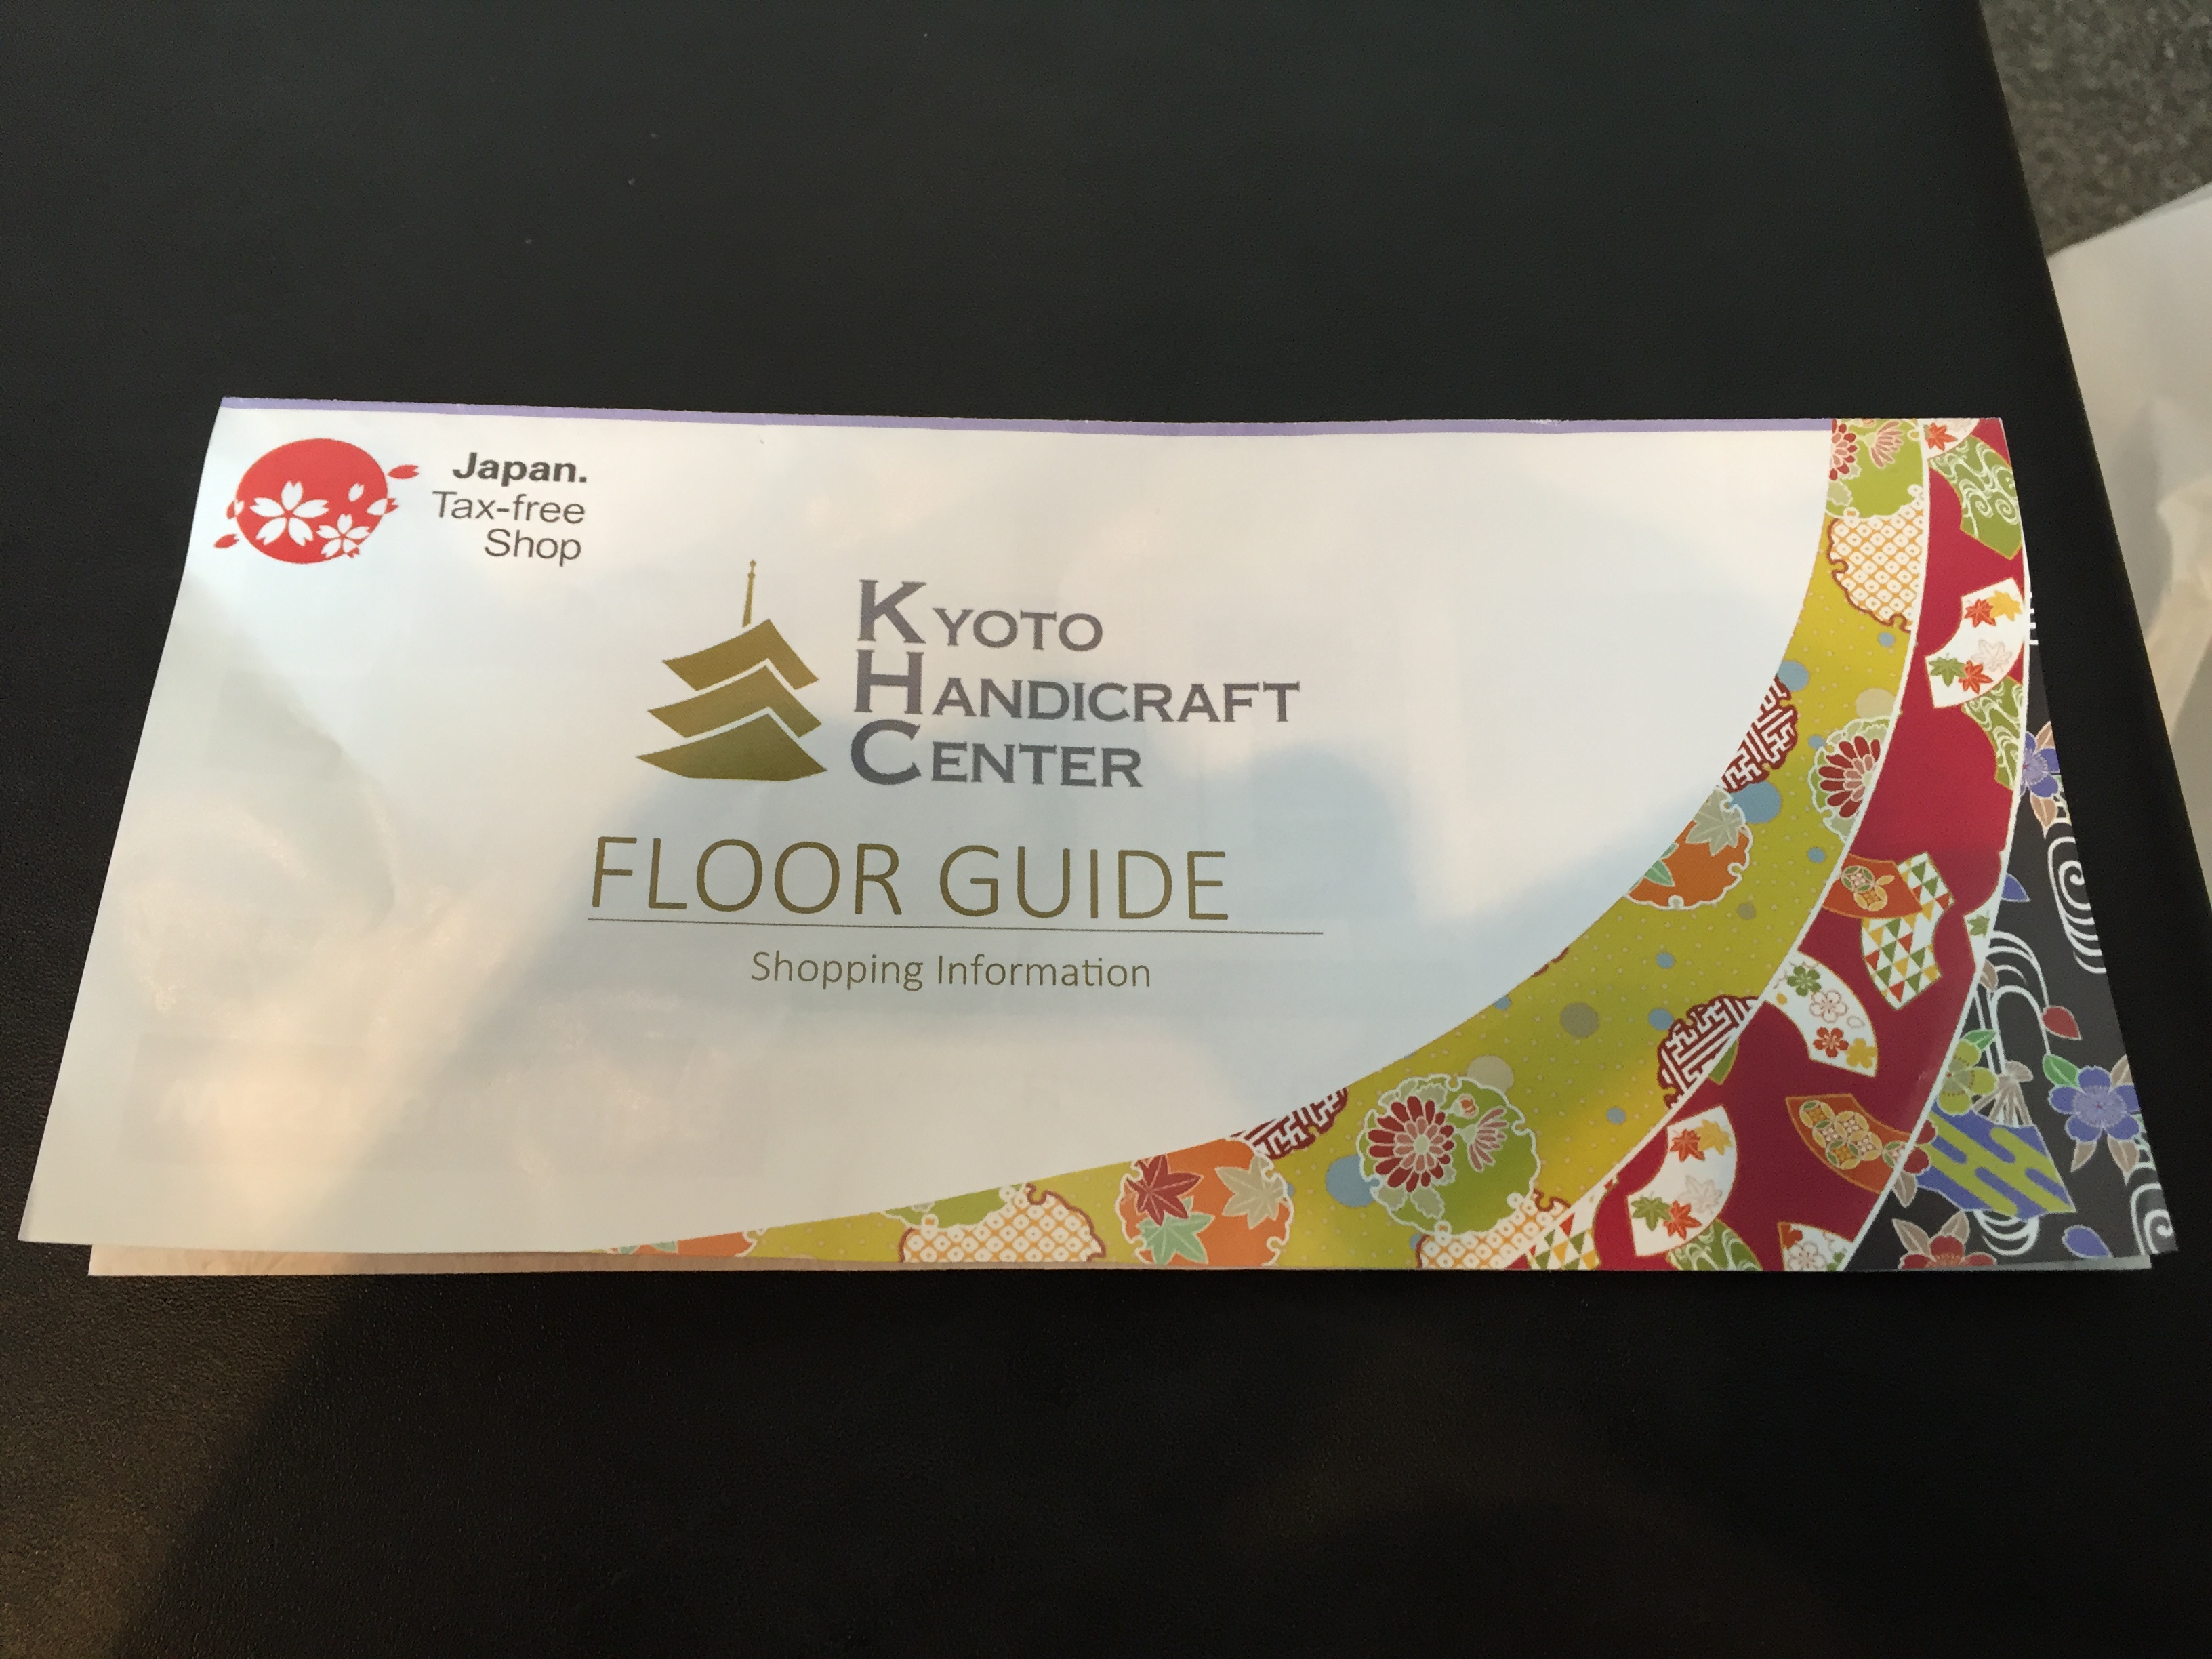 Japan.
Tax-free
Shop
KYOTO
HANDICRAFT
CENTER
FLOOR GUIDE
Shopping Information